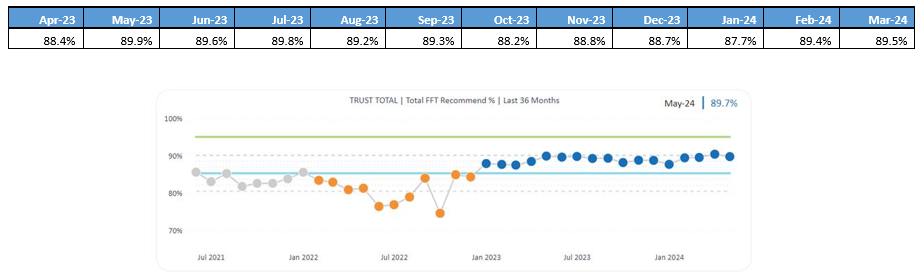 Apr-23 May-23 Jun-23 Jul-23 Aug-23 Sep-23 Oct-23 Nov-23 Dec-23 Jan-24 Feb-24 Mar-24
88.4% 89.9% 89.6% 89.8% 89.2% 89.3% 88.2% 88.8% 88.7% 87.7% 89.4% 89.5%
TRUST TOTAL | Total FFT Recommend % | Last 36 Months
May-24 | 89.7%
100%
90%
80%
70%
Jul 2021 Jan 2022 Jul 2022 Jan 2023 Jul 2023 Jan 2024